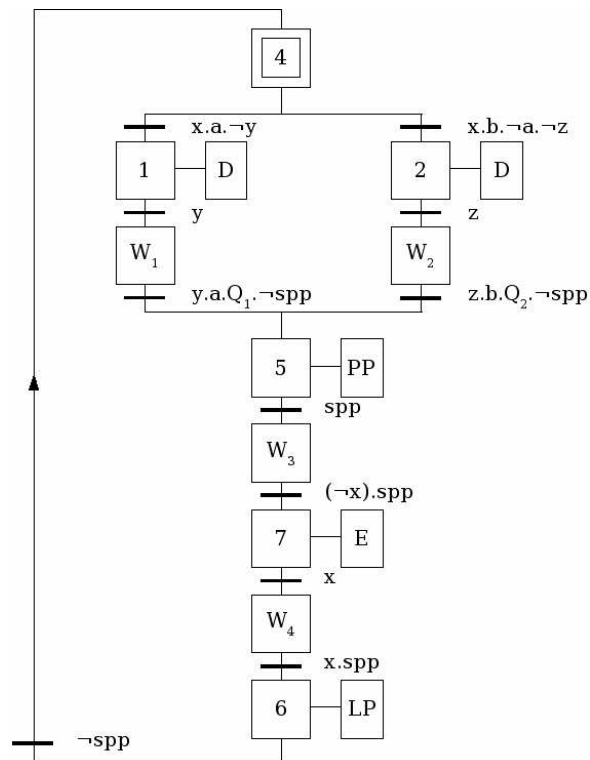 4
x.a.¬y
x.b.¬a.¬z
1
D
2
D
y
z
W₁
W₂
y.a.Q₁.¬spp
z.b.Q₂.¬spp
5
PP
spp
W₃
(¬x).spp
7
E
x
W₄
x.spp
6
LP
¬spp